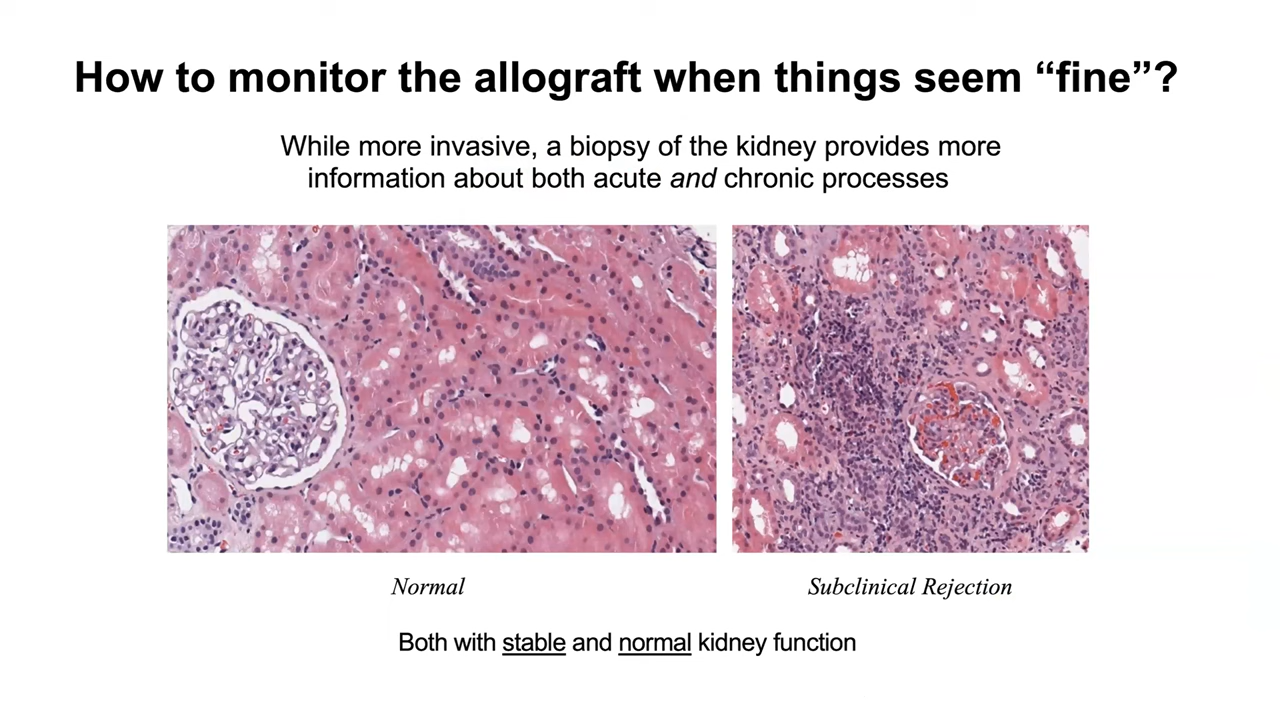 How to monitor the allograft when things seem “fine”?
While more invasive, a biopsy of the kidney provides more
information about both acute and chronic processes
Normal
Subclinical Rejection
Both with stable and normal kidney function